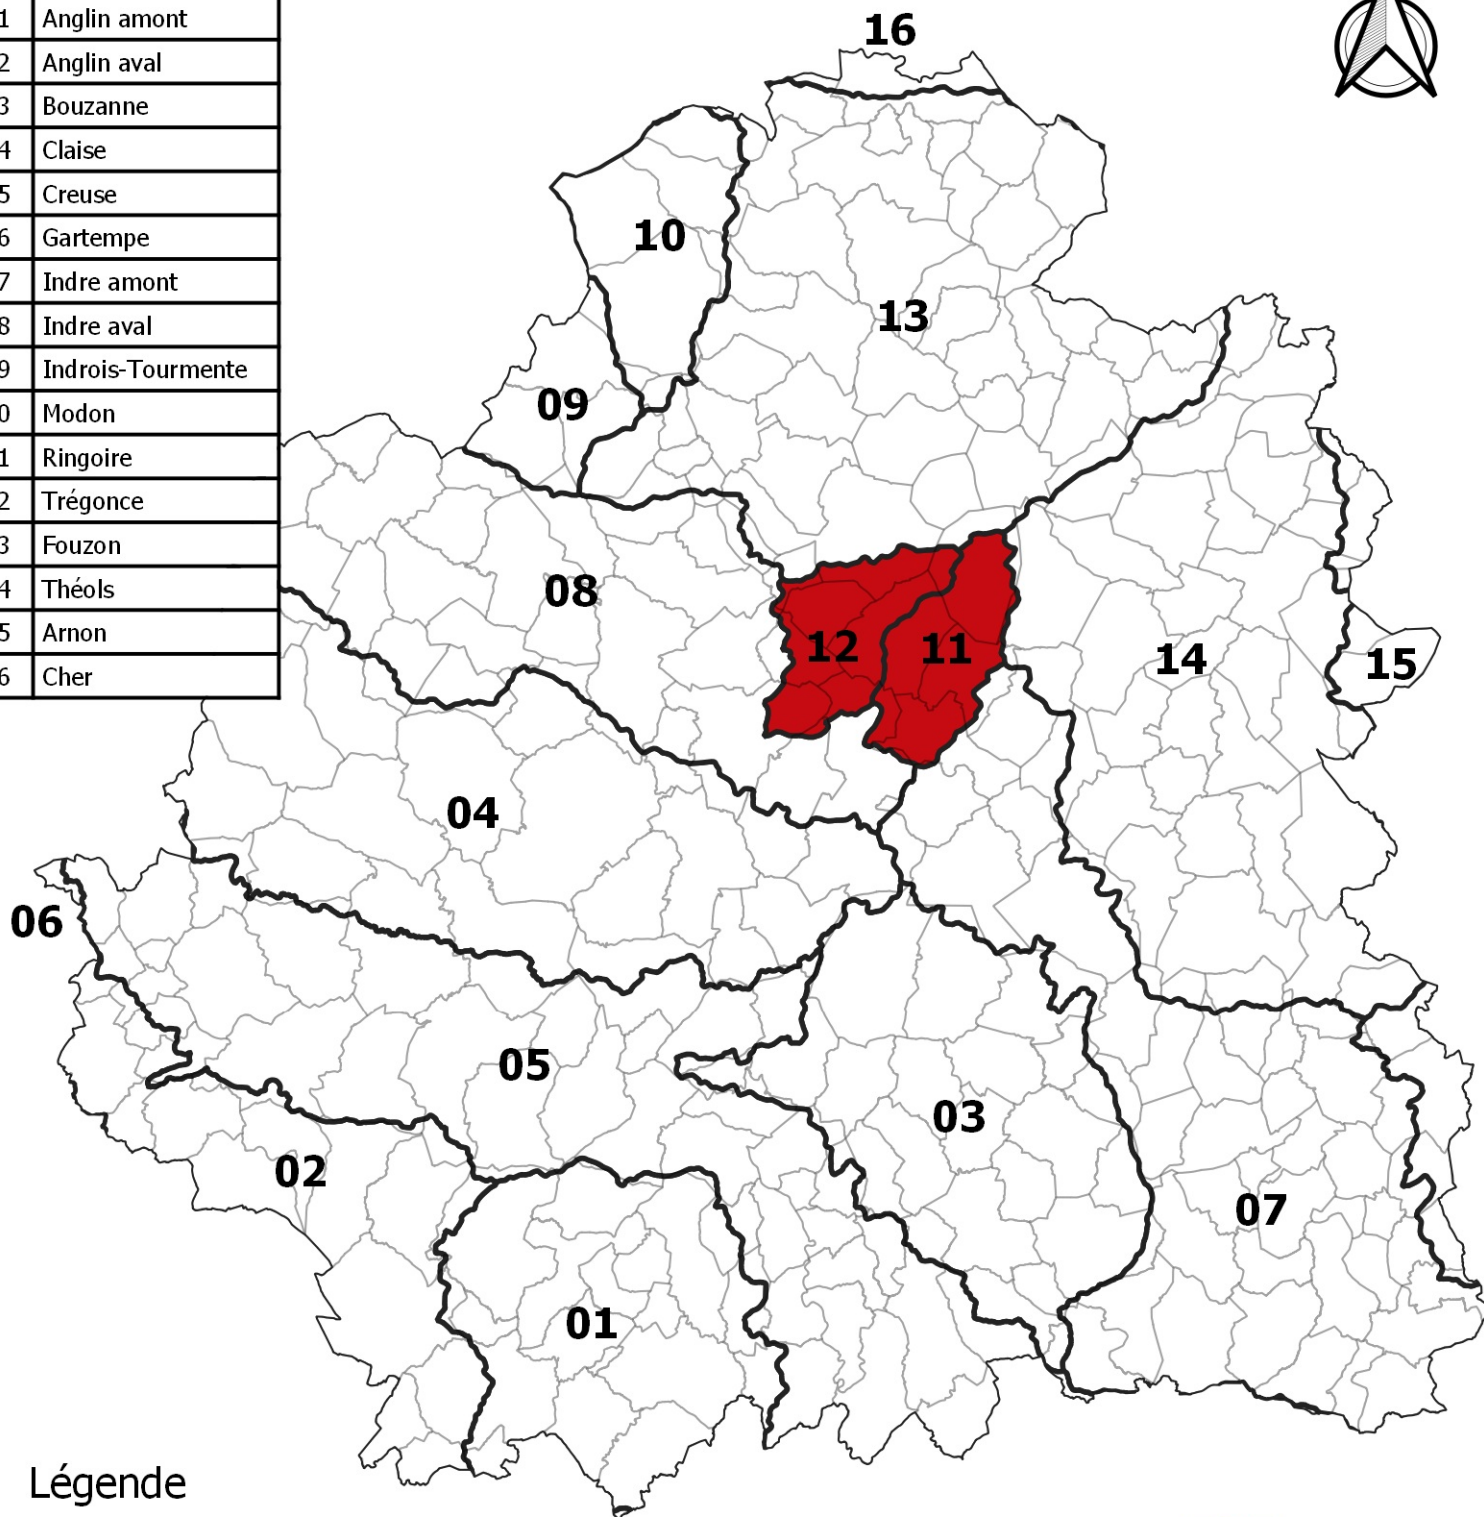 1 Anglin amont
2 Anglin aval
3 Bouzanne
4 Claise
5 Creuse
6 Gartempe
7 Indre amont
8 Indre aval
9 Indrois-Tourmente
0 Modon
1 Ringoire
2 Trégonce
3 Fouzon
4 Théols
5 Arnon
6 Cher
16
10
13
09
08
12
11
14
15
04
06
05
03
02
07
01
Légende